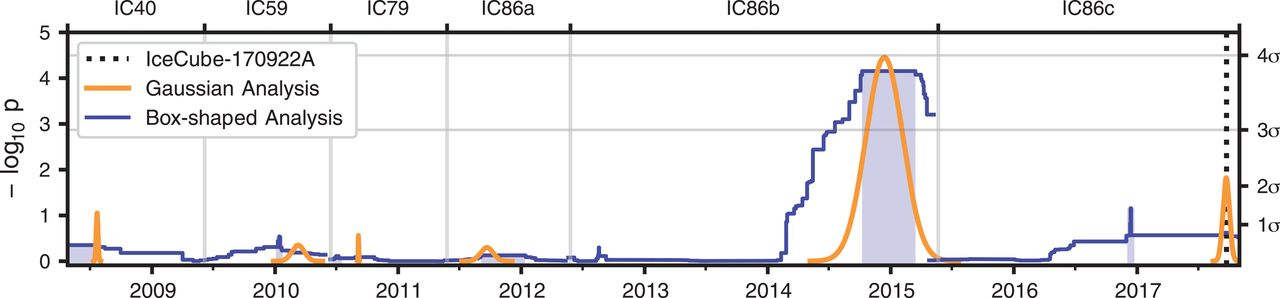 IC40 IC59 IC79 IC86a IC86b IC86c
5
4
3
2
1
0
− log10 p
IceCube-170922A
Gaussian Analysis
Box-shaped Analysis
4σ
3σ
2σ
1σ
2009 2010 2011 2012 2013 2014 2015 2016 2017